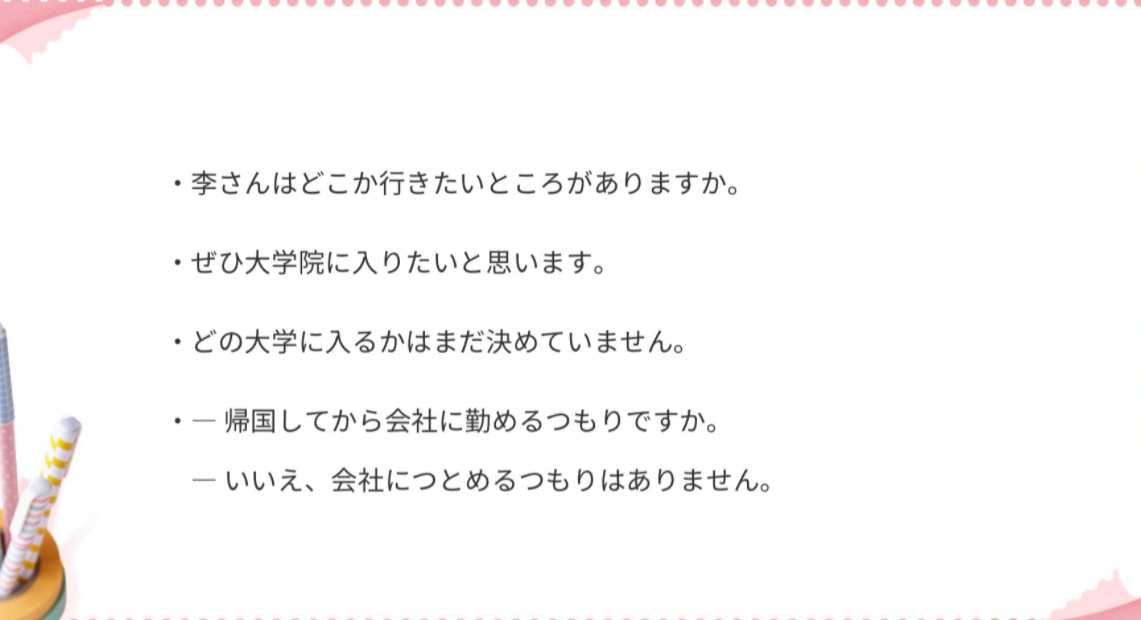 ・李さんはどこか行きたいところがありますか。
・ぜひ大学院に入りたいと思います。
・どの大学に入るかはまだ決めていません。
・― 帰国してから会社に勤めるつもりですか。
― いいえ、会社につとめるつもりはありません。